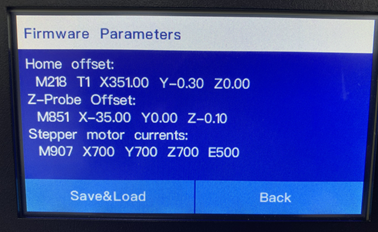 Firmware Parameters
Home offset:
M218 T1 X351.00 Y-0.30 Z0.00
Z-Probe Offset:
M851 X-35.00 Y0.00 Z-0.10
Stepper motor currents:
M907 X700 Y700 Z700 E500
Save&Load
Back